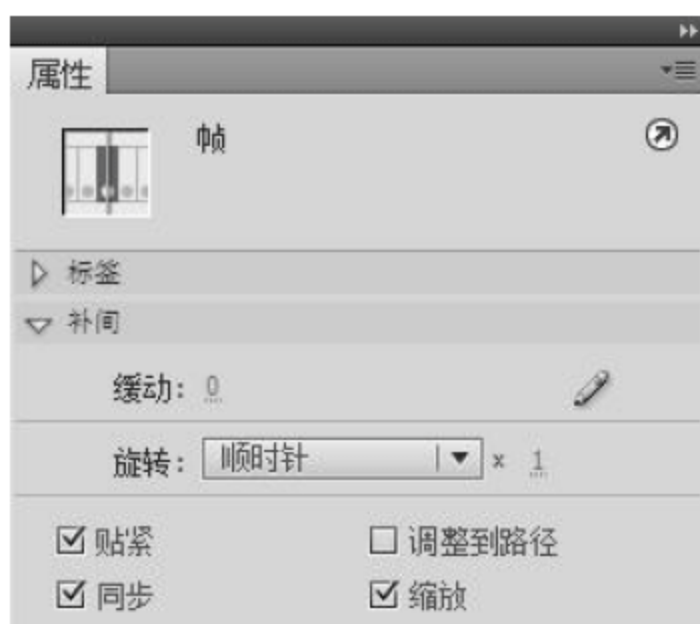 属性
帧
标签
补间
缓动: 0
旋转: 顺时针 × 1
贴紧 调整到路径
同步 缩放